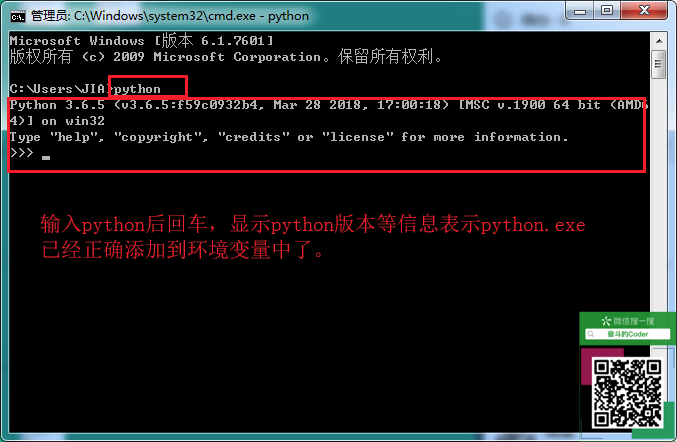 管理员: C:\Windows\system32\cmd.exe - python
Microsoft Windows [版本 6.1.7601]
版权所有 (c) 2009 Microsoft Corporation。保留所有权利。
C:\Users\JIA>python
Python 3.6.5 (v3.6.5:f59c0932b4, Mar 28 2018, 17:00:18) [MSC v.1900 64 bit (AMD6
4)] on win32
Type "help", "copyright", "credits" or "license" for more information.
>>>
输入python后回车，显示python版本等信息表示python.exe
已经正确添加到环境变量中了。
微信搜一搜
奋斗的Coder